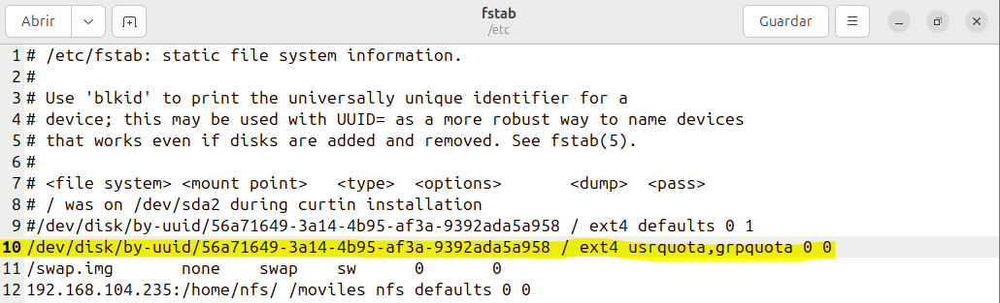 Abrir
fstab
/etc
Guardar
1 # /etc/fstab: static file system information.
2 #
3 # Use 'blkid' to print the universally unique identifier for a
4 # device; this may be used with UUID= as a more robust way to name devices
5 # that works even if disks are added and removed. See fstab(5).
6 #
7 # <file system> <mount point>   <type>  <options>       <dump>  <pass>
8 # / was on /dev/sda2 during curtin installation
9 #/dev/disk/by-uuid/56a71649-3a14-4b95-af3a-9392ada5a958 / ext4 defaults 0 1
10 /dev/disk/by-uuid/56a71649-3a14-4b95-af3a-9392ada5a958 / ext4 usrquota,grpquota 0 0
11 /swap.img       none    swap    sw      0       0
12 192.168.104.235:/home/nfs/ /moviles nfs defaults 0 0